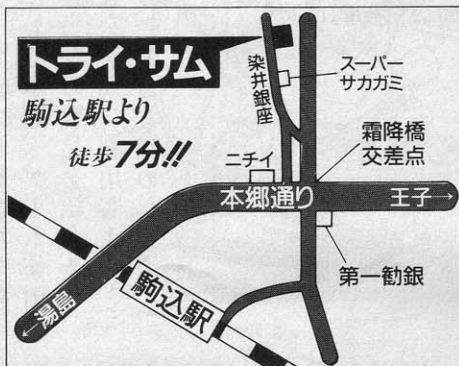 トライ・サム
駒込駅より
徒歩7分!!
染井銀座
スーパー
サカガミ
霜降橋
交差点
ニチイ
本郷通り
王子→
第一勧銀
←湯島
駒込駅